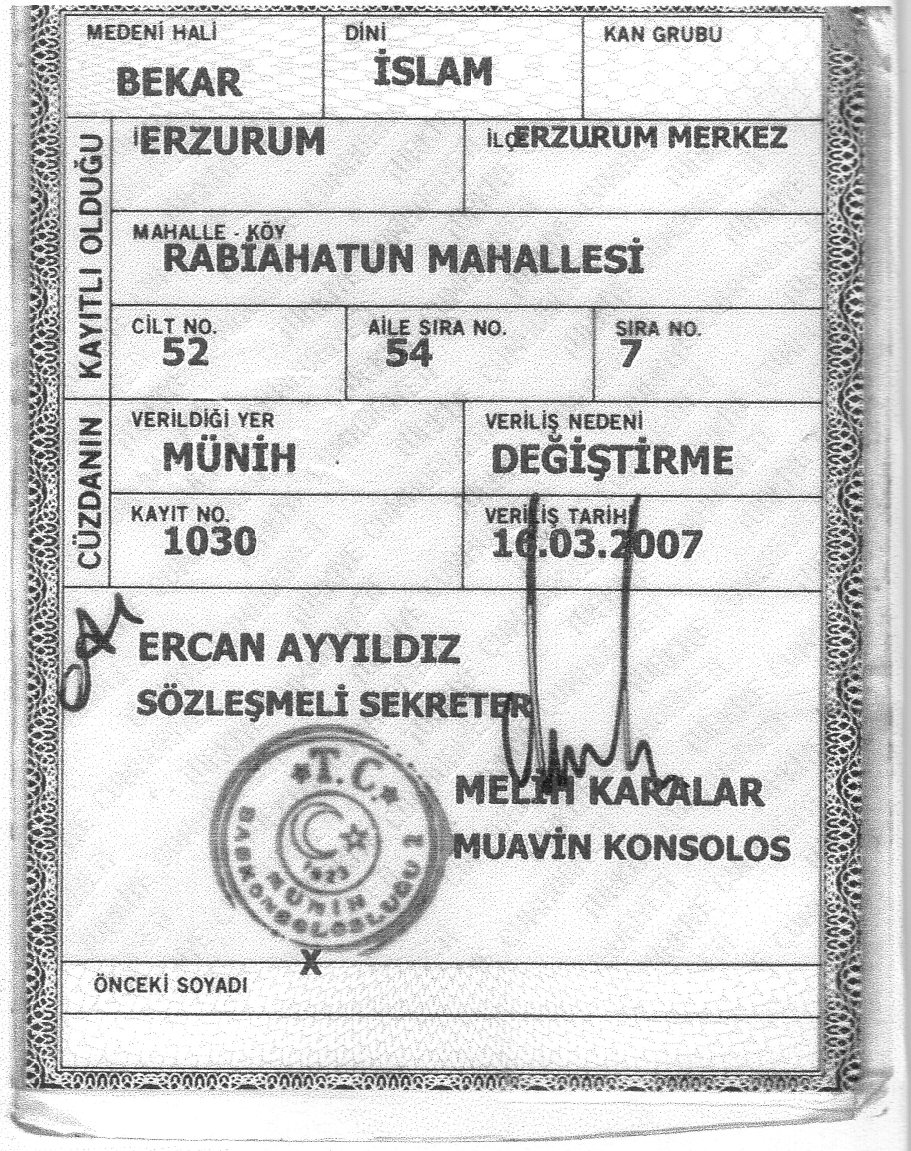 MEDENİ HALİ DİNİ KAN GRUBU
BEKAR İSLAM
KAYITLI OLDUĞU
İ ERZURUM İLÇ ERZURUM MERKEZ
MAHALLE - KÖY
RABİAHATUN MAHALLESİ
CİLT NO. AİLE SIRA NO. SIRA NO.
52 54 7
CÜZDANIN
VERİLDİĞİ YER VERİLİŞ NEDENİ
MÜNİH DEĞİŞTİRME
KAYIT NO. VERİLİŞ TARİHİ
1030 16.03.2007
ERCAN AYYILDIZ
SÖZLEŞMELİ SEKRETER
MELİH KARALAR
MUAVİN KONSOLOS
T.C.
1923
MÜNİH
BAŞKONSOLOSLUĞU
X
ÖNCEKİ SOYADI